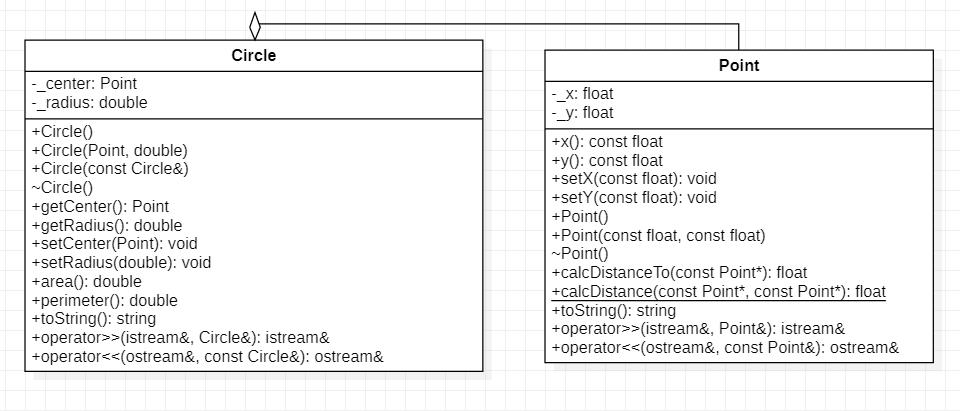 Circle
-_center: Point
-_radius: double
+Circle()
+Circle(Point, double)
+Circle(const Circle&)
~Circle()
+getCenter(): Point
+getRadius(): double
+setCenter(Point): void
+setRadius(double): void
+area(): double
+perimeter(): double
+toString(): string
+operator>>(istream&, Circle&): istream&
+operator<<(ostream&, const Circle&): ostream&
Point
-_x: float
-_y: float
+x(): const float
+y(): const float
+setX(const float): void
+setY(const float): void
+Point()
+Point(const float, const float)
~Point()
+calcDistanceTo(const Point*): float
+calcDistance(const Point*, const Point*): float
+toString(): string
+operator>>(istream&, Point&): istream&
+operator<<(ostream&, const Point&): ostream&